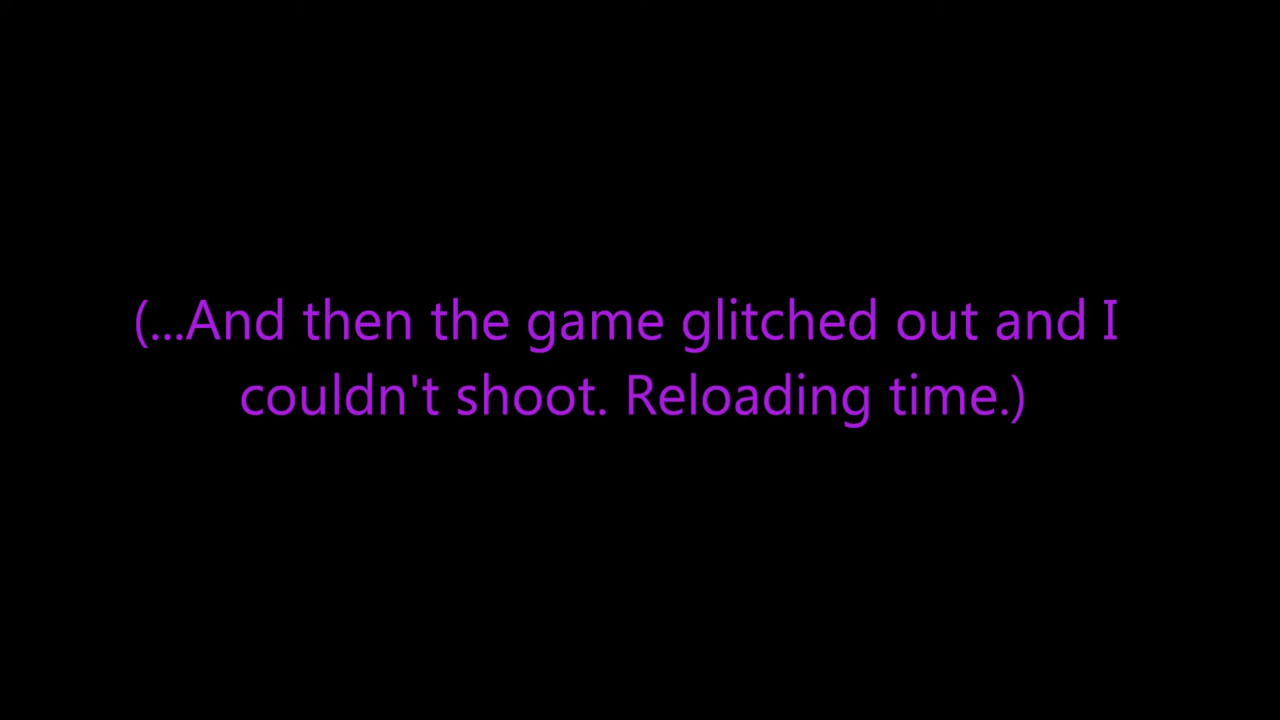 (...And then the game glitched out and I
couldn't shoot. Reloading time.)